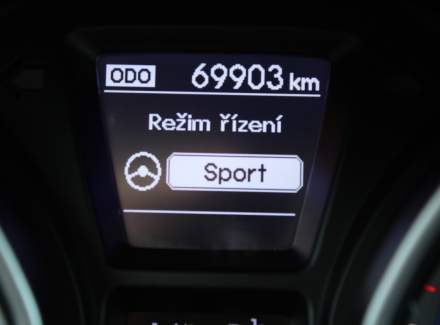 ODO 69903 km
Režim řízení
Sport